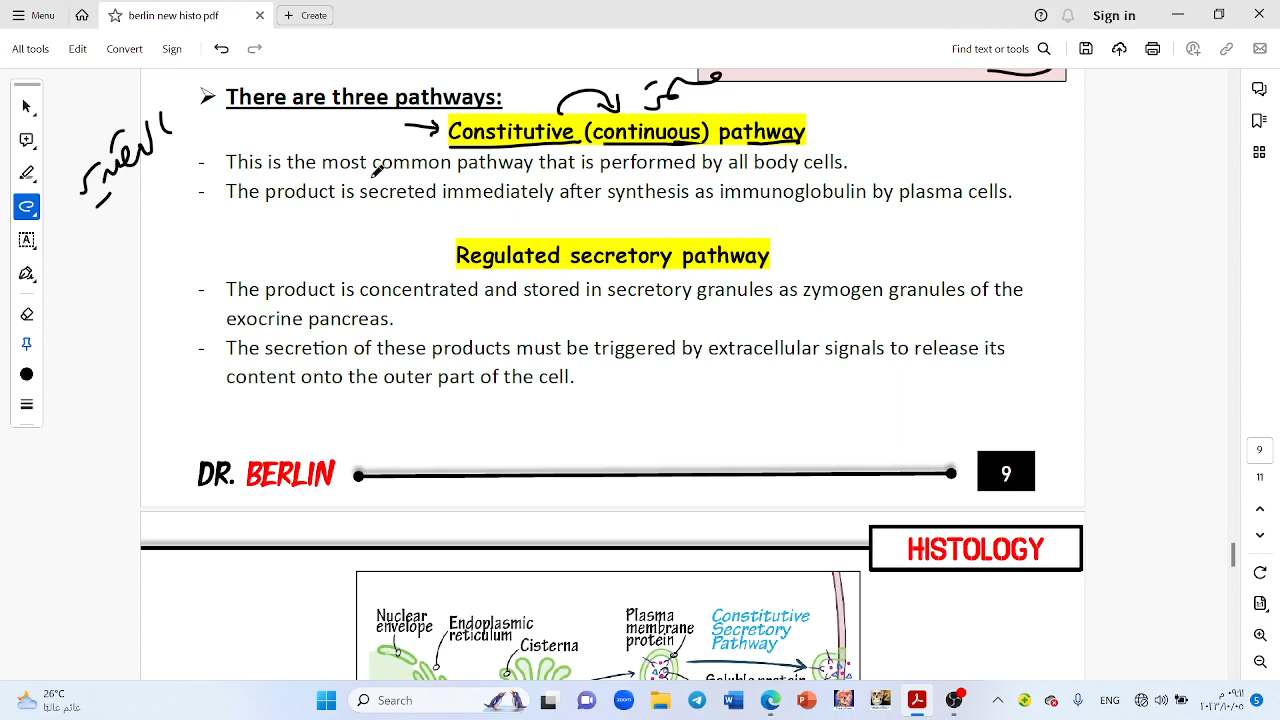 Menu
berlin new histo pdf
Create
Sign in
All tools
Edit
Convert
Sign
Find text or tools
There are three pathways:
Constitutive (continuous) pathway
- This is the most common pathway that is performed by all body cells.
- The product is secreted immediately after synthesis as immunoglobulin by plasma cells.
Regulated secretory pathway
- The product is concentrated and stored in secretory granules as zymogen granules of the
exocrine pancreas.
- The secretion of these products must be triggered by extracellular signals to release its
content onto the outer part of the cell.
DR. BERLIN
9
9
11
HISTOLOGY
Nuclear
envelope
Endoplasmic
reticulum
Cisterna
Plasma
membrane
protein
Constitutive
Secretory
Pathway
Soluble protein
26°C
Search
zoom
ENG
5